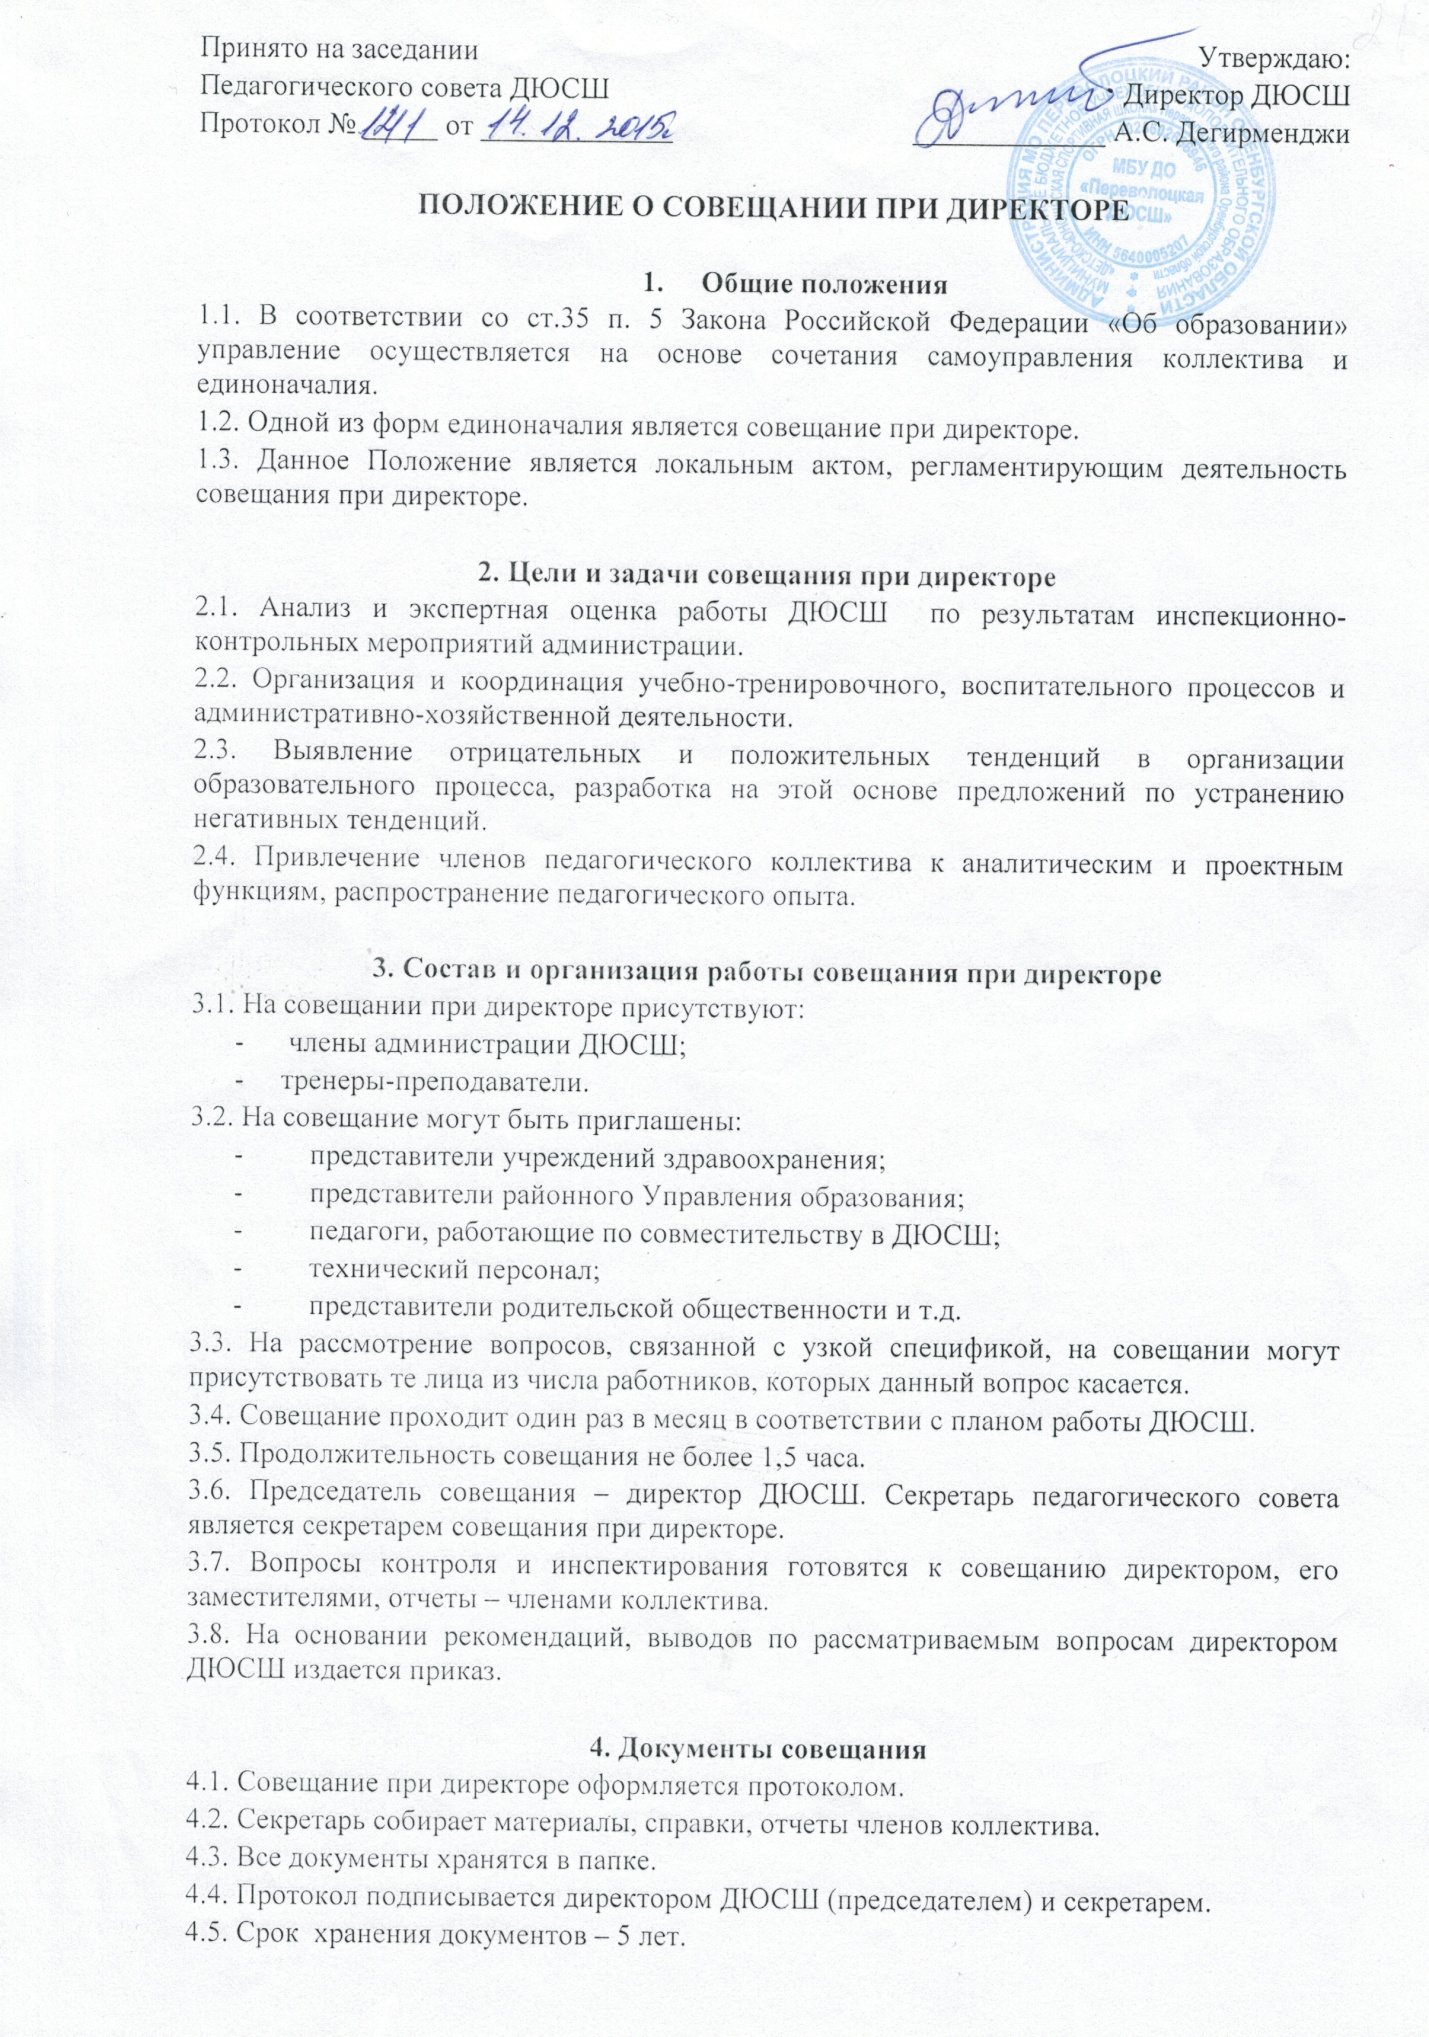 Принято на заседании
Педагогического совета ДЮСШ
Протокол № от 14.12.2015г
Утверждаю:
Директор ДЮСШ
А.С. Дегирменджи
МБУ ДО
«Переволоцкая
ДЮСШ»
ИНН 5640005207
ПОЛОЖЕНИЕ О СОВЕЩАНИИ ПРИ ДИРЕКТОРЕ
1. Общие положения
1.1. В соответствии со ст.35 п. 5 Закона Российской Федерации «Об образовании»
управление осуществляется на основе сочетания самоуправления коллектива и
единоначалия.
1.2. Одной из форм единоначалия является совещание при директоре.
1.3. Данное Положение является локальным актом, регламентирующим деятельность
совещания при директоре.
2. Цели и задачи совещания при директоре
2.1. Анализ и экспертная оценка работы ДЮСШ по результатам инспекционно-
контрольных мероприятий администрации.
2.2. Организация и координация учебно-тренировочного, воспитательного процессов и
административно-хозяйственной деятельности.
2.3. Выявление отрицательных и положительных тенденций в организации
образовательного процесса, разработка на этой основе предложений по устранению
негативных тенденций.
2.4. Привлечение членов педагогического коллектива к аналитическим и проектным
функциям, распространение педагогического опыта.
3. Состав и организация работы совещания при директоре
3.1. На совещании при директоре присутствуют:
- члены администрации ДЮСШ;
- тренеры-преподаватели.
3.2. На совещание могут быть приглашены:
- представители учреждений здравоохранения;
- представители районного Управления образования;
- педагоги, работающие по совместительству в ДЮСШ;
- технический персонал;
- представители родительской общественности и т.д.
3.3. На рассмотрение вопросов, связанной с узкой спецификой, на совещании могут
присутствовать те лица из числа работников, которых данный вопрос касается.
3.4. Совещание проходит один раз в месяц в соответствии с планом работы ДЮСШ.
3.5. Продолжительность совещания не более 1,5 часа.
3.6. Председатель совещания – директор ДЮСШ. Секретарь педагогического совета
является секретарем совещания при директоре.
3.7. Вопросы контроля и инспектирования готовятся к совещанию директором, его
заместителями, отчеты – членами коллектива.
3.8. На основании рекомендаций, выводов по рассматриваемым вопросам директором
ДЮСШ издается приказ.
4. Документы совещания
4.1. Совещание при директоре оформляется протоколом.
4.2. Секретарь собирает материалы, справки, отчеты членов коллектива.
4.3. Все документы хранятся в папке.
4.4. Протокол подписывается директором ДЮСШ (председателем) и секретарем.
4.5. Срок хранения документов – 5 лет.